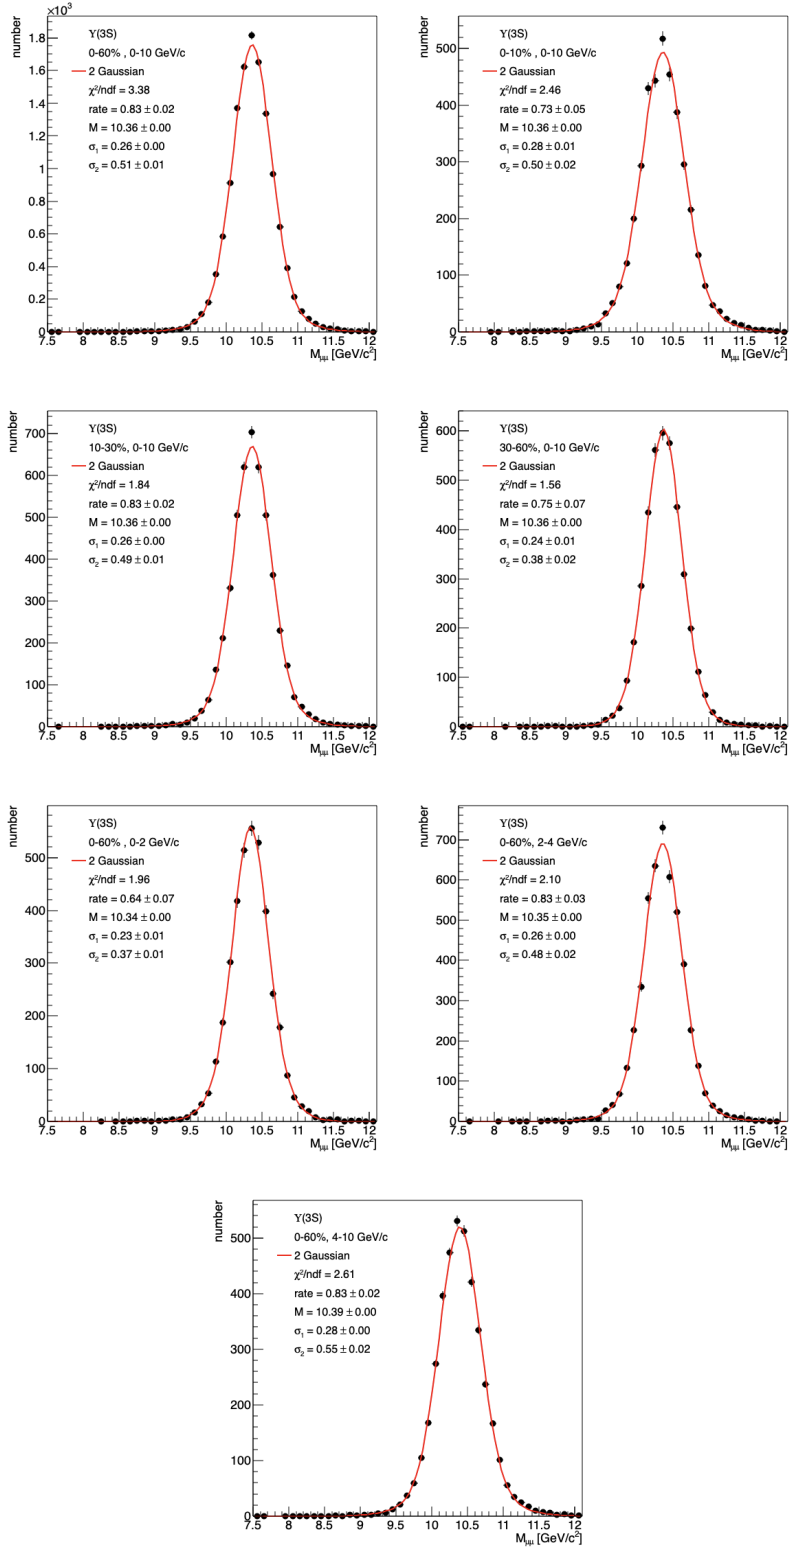 ×10³
number
ϒ(3S)
0-60% , 0-10 GeV/c
2 Gaussian
χ²/ndf = 3.38
rate = 0.83 ± 0.02
M = 10.36 ± 0.00
σ₁ = 0.26 ± 0.00
σ₂ = 0.51 ± 0.01
1.8
1.6
1.4
1.2
1
0.8
0.6
0.4
0.2
0
7.5 8 8.5 9 9.5 10 10.5 11 11.5 12
M_μμ [GeV/c²]
number
ϒ(3S)
0-10%, 0-10 GeV/c
2 Gaussian
χ²/ndf = 2.46
rate = 0.73 ± 0.05
M = 10.36 ± 0.00
σ₁ = 0.28 ± 0.01
σ₂ = 0.50 ± 0.02
500
400
300
200
100
0
7.5 8 8.5 9 9.5 10 10.5 11 11.5 12
M_μμ [GeV/c²]
number
ϒ(3S)
10-30%, 0-10 GeV/c
2 Gaussian
χ²/ndf = 1.84
rate = 0.83 ± 0.02
M = 10.36 ± 0.00
σ₁ = 0.26 ± 0.00
σ₂ = 0.49 ± 0.01
700
600
500
400
300
200
100
0
7.5 8 8.5 9 9.5 10 10.5 11 11.5 12
M_μμ [GeV/c²]
number
ϒ(3S)
30-60%, 0-10 GeV/c
2 Gaussian
χ²/ndf = 1.56
rate = 0.75 ± 0.07
M = 10.36 ± 0.00
σ₁ = 0.24 ± 0.01
σ₂ = 0.38 ± 0.02
600
500
400
300
200
100
0
7.5 8 8.5 9 9.5 10 10.5 11 11.5 12
M_μμ [GeV/c²]
number
ϒ(3S)
0-60% , 0-2 GeV/c
2 Gaussian
χ²/ndf = 1.96
rate = 0.64 ± 0.07
M = 10.34 ± 0.00
σ₁ = 0.23 ± 0.01
σ₂ = 0.37 ± 0.01
500
400
300
200
100
0
7.5 8 8.5 9 9.5 10 10.5 11 11.5 12
M_μμ [GeV/c²]
number
ϒ(3S)
0-60%, 2-4 GeV/c
2 Gaussian
χ²/ndf = 2.10
rate = 0.83 ± 0.03
M = 10.35 ± 0.00
σ₁ = 0.26 ± 0.00
σ₂ = 0.48 ± 0.02
700
600
500
400
300
200
100
0
7.5 8 8.5 9 9.5 10 10.5 11 11.5 12
M_μμ [GeV/c²]
number
ϒ(3S)
0-60%, 4-10 GeV/c
2 Gaussian
χ²/ndf = 2.61
rate = 0.83 ± 0.02
M = 10.39 ± 0.00
σ₁ = 0.28 ± 0.00
σ₂ = 0.55 ± 0.02
500
400
300
200
100
0
7.5 8 8.5 9 9.5 10 10.5 11 11.5 12
M_μμ [GeV/c²]